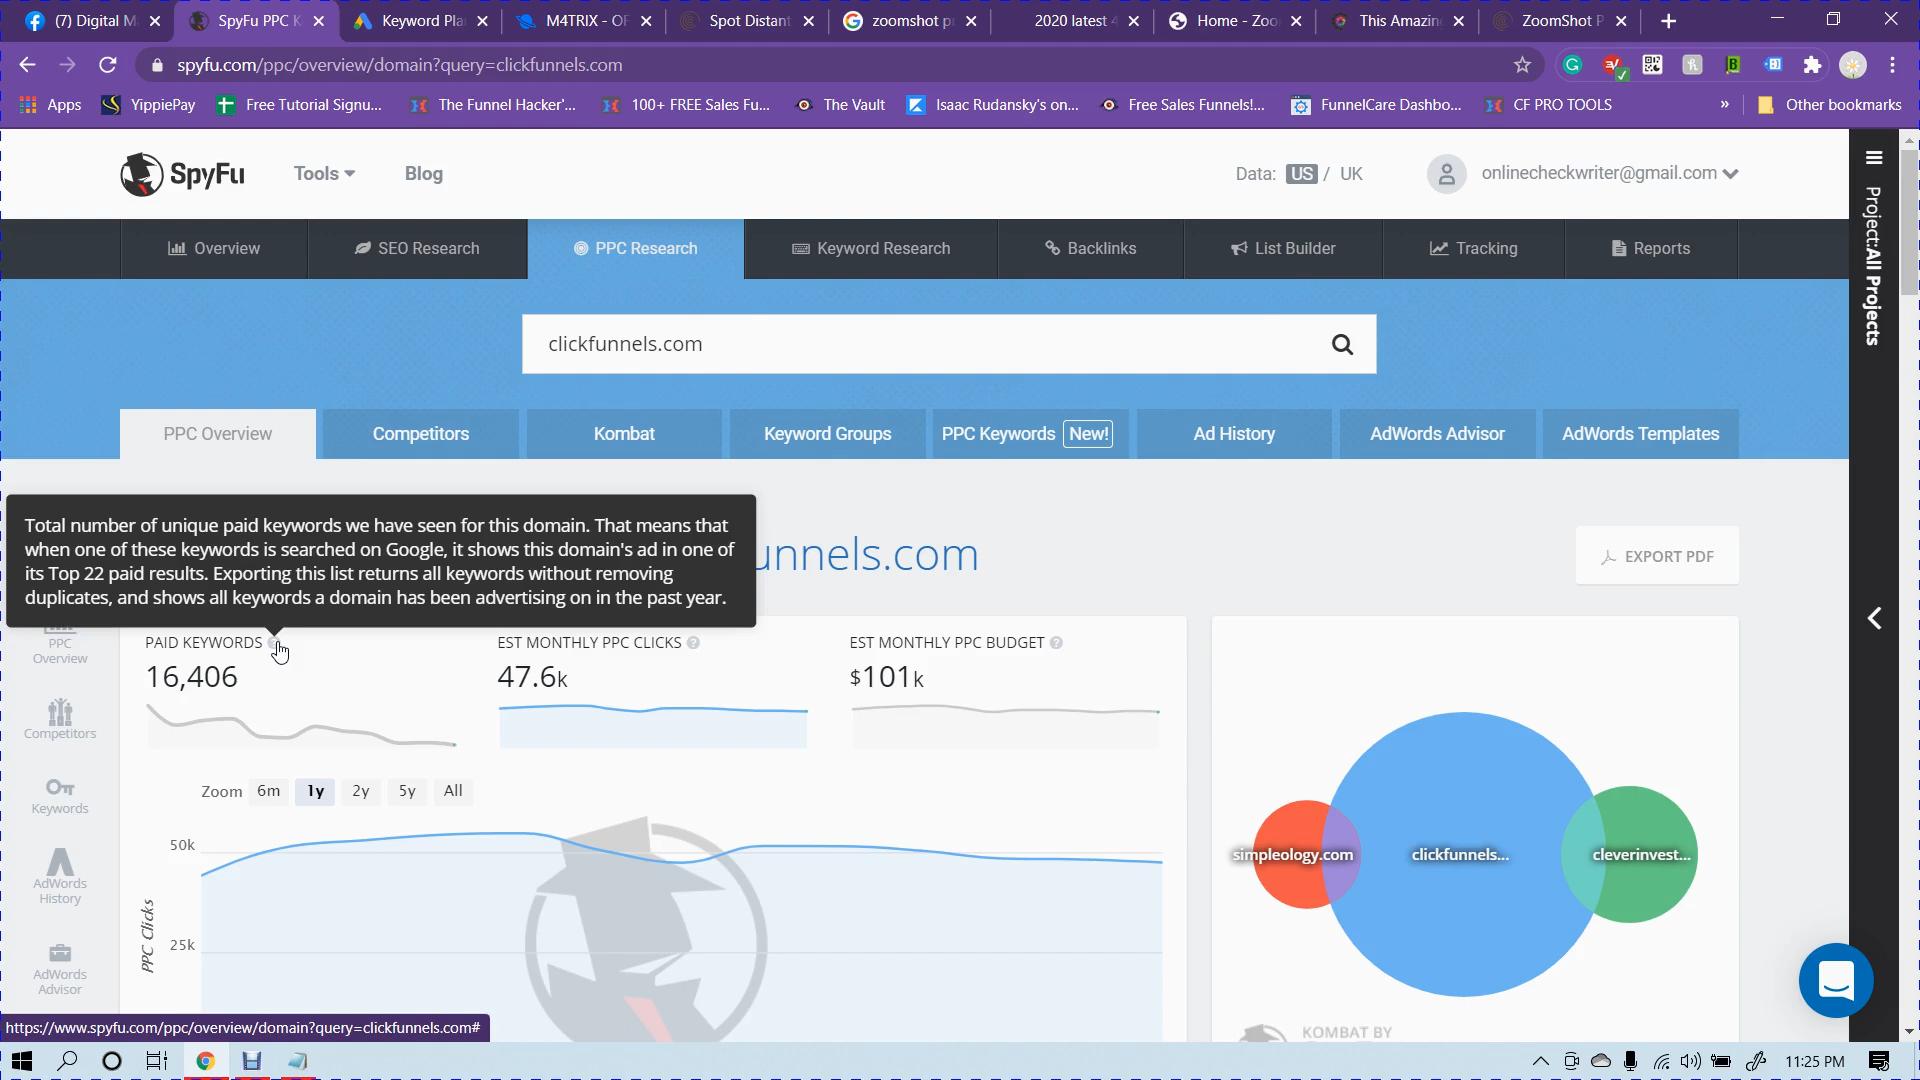 (7) Digital M
SpyFu PPC K
Keyword Pla
M4TRIX - OF
Spot Distant
zoomshot p
2020 latest 4
Home - Zoo
This Amazin
ZoomShot P
spyfu.com/ppc/overview/domain?query=clickfunnels.com
Apps
YippiePay
Free Tutorial Signu...
The Funnel Hacker'...
100+ FREE Sales Fu...
The Vault
Isaac Rudansky's on...
Free Sales Funnels!...
FunnelCare Dashbo...
CF PRO TOOLS
»
Other bookmarks
SpyFu
Tools
Blog
Data: US / UK
onlinecheckwriter@gmail.com
Project:All Projects
Overview
SEO Research
PPC Research
Keyword Research
Backlinks
List Builder
Tracking
Reports
clickfunnels.com
PPC Overview
Competitors
Kombat
Keyword Groups
PPC Keywords New!
Ad History
AdWords Advisor
AdWords Templates
Total number of unique paid keywords we have seen for this domain. That means that
when one of these keywords is searched on Google, it shows this domain's ad in one of
its Top 22 paid results. Exporting this list returns all keywords without removing
duplicates, and shows all keywords a domain has been advertising on in the past year.
unnels.com
EXPORT PDF
PPC
Overview
Competitors
Keywords
AdWords
History
AdWords
Advisor
PAID KEYWORDS
16,406
EST MONTHLY PPC CLICKS ?
47.6k
EST MONTHLY PPC BUDGET ?
$101k
Zoom 6m 1y 2y 5y All
50k
25k
PPC Clicks
simpleology.com
clickfunnels...
cleverinvest...
KOMBAT BY
https://www.spyfu.com/ppc/overview/domain?query=clickfunnels.com#
11:25 PM